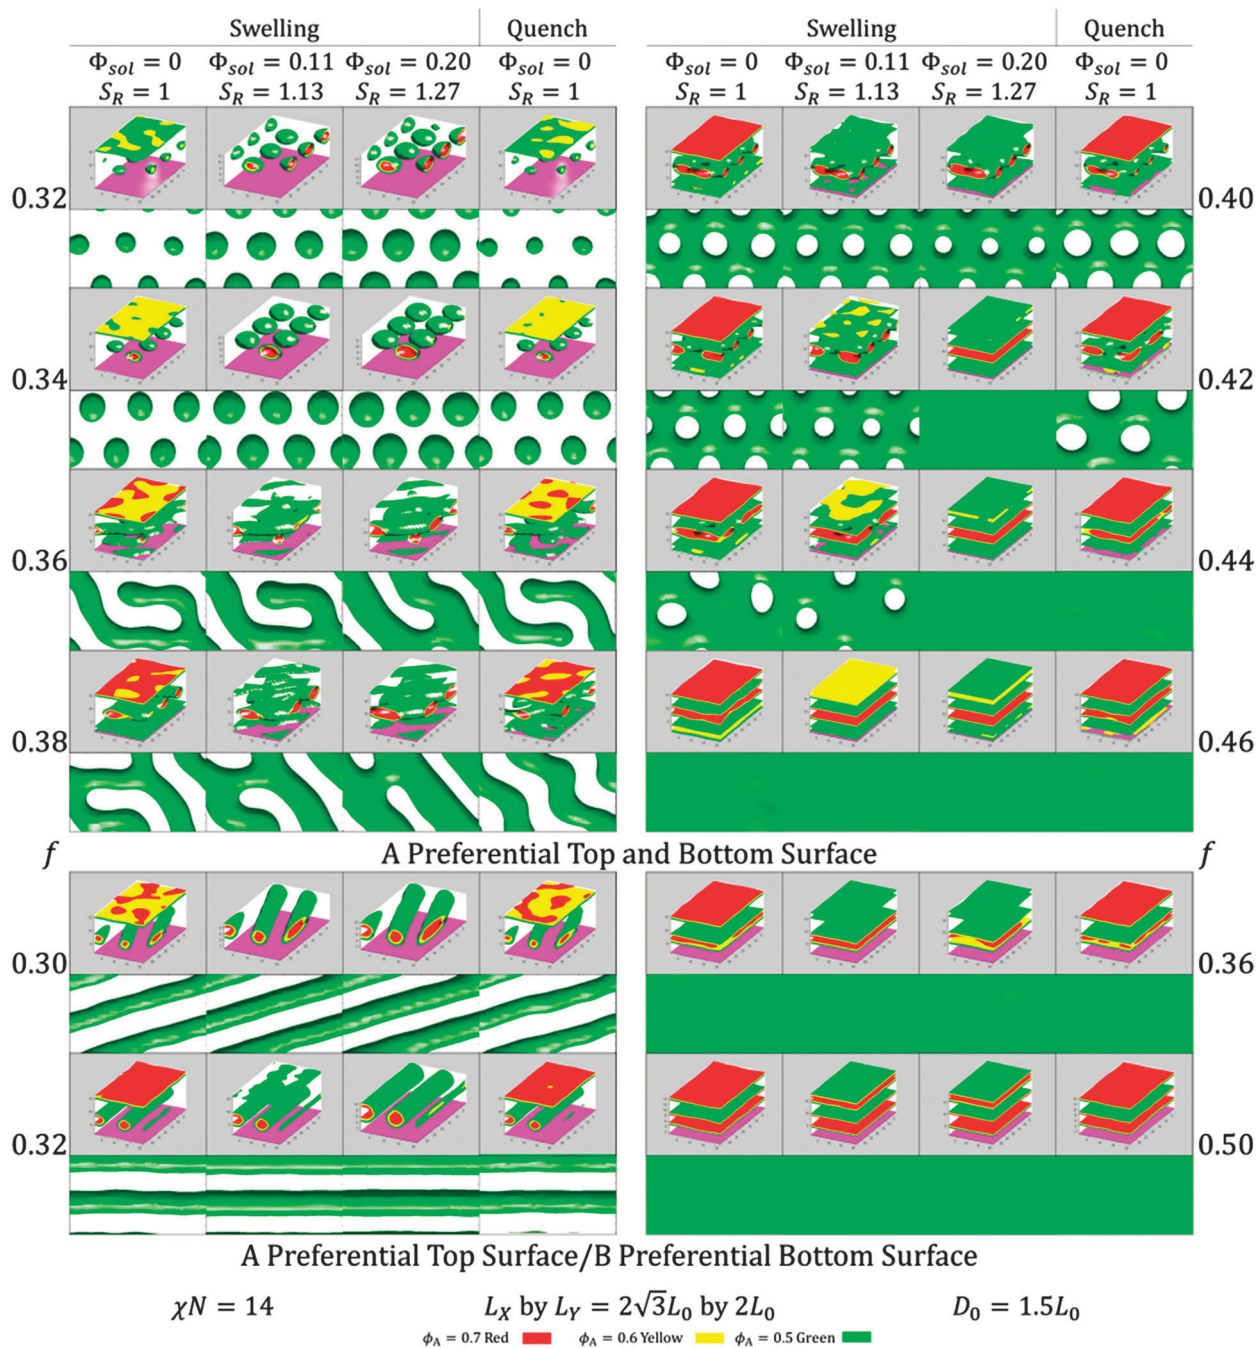 Swelling Quench Swelling Quench
Φsol = 0 Φsol = 0.11 Φsol = 0.20 Φsol = 0 Φsol = 0 Φsol = 0.11 Φsol = 0.20 Φsol = 0
SR = 1 SR = 1.13 SR = 1.27 SR = 1 SR = 1 SR = 1.13 SR = 1.27 SR = 1
0.32 0.40
0.34 0.42
0.36 0.44
0.38 0.46
f A Preferential Top and Bottom Surface f
0.30 0.36
0.32 0.50
A Preferential Top Surface/B Preferential Bottom Surface
χN = 14 LX by LY = 2√3L0 by 2L0 D0 = 1.5L0
ϕA = 0.7 Red ϕA = 0.6 Yellow ϕA = 0.5 Green